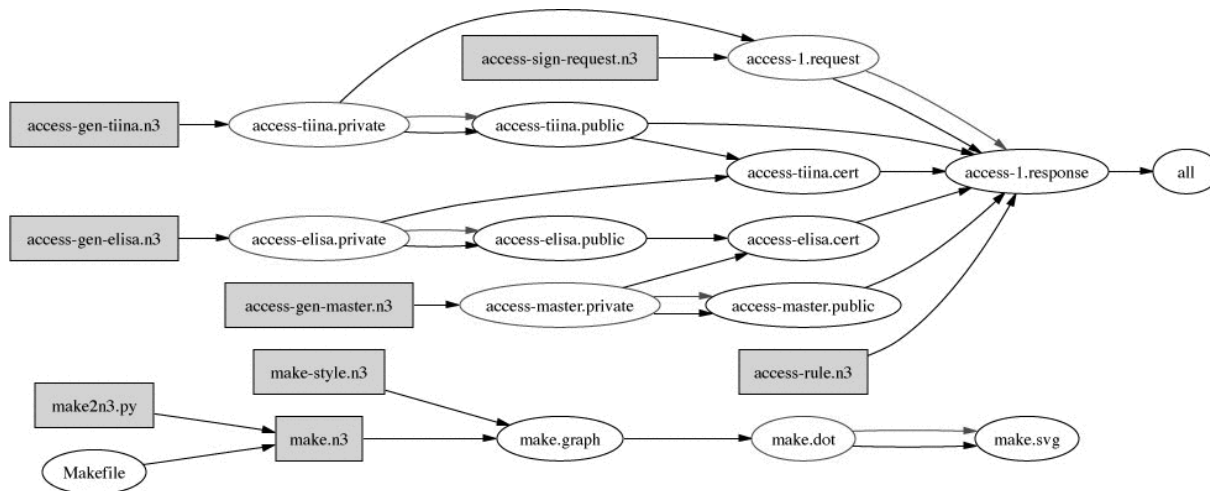 access-sign-request.n3
access-1.request
access-gen-tiina.n3
access-tiina.private
access-tiina.public
access-tiina.cert
access-1.response
all
access-gen-elisa.n3
access-elisa.private
access-elisa.public
access-elisa.cert
access-gen-master.n3
access-master.private
access-master.public
make-style.n3
access-rule.n3
make2n3.py
make.n3
make.graph
make.dot
make.svg
Makefile